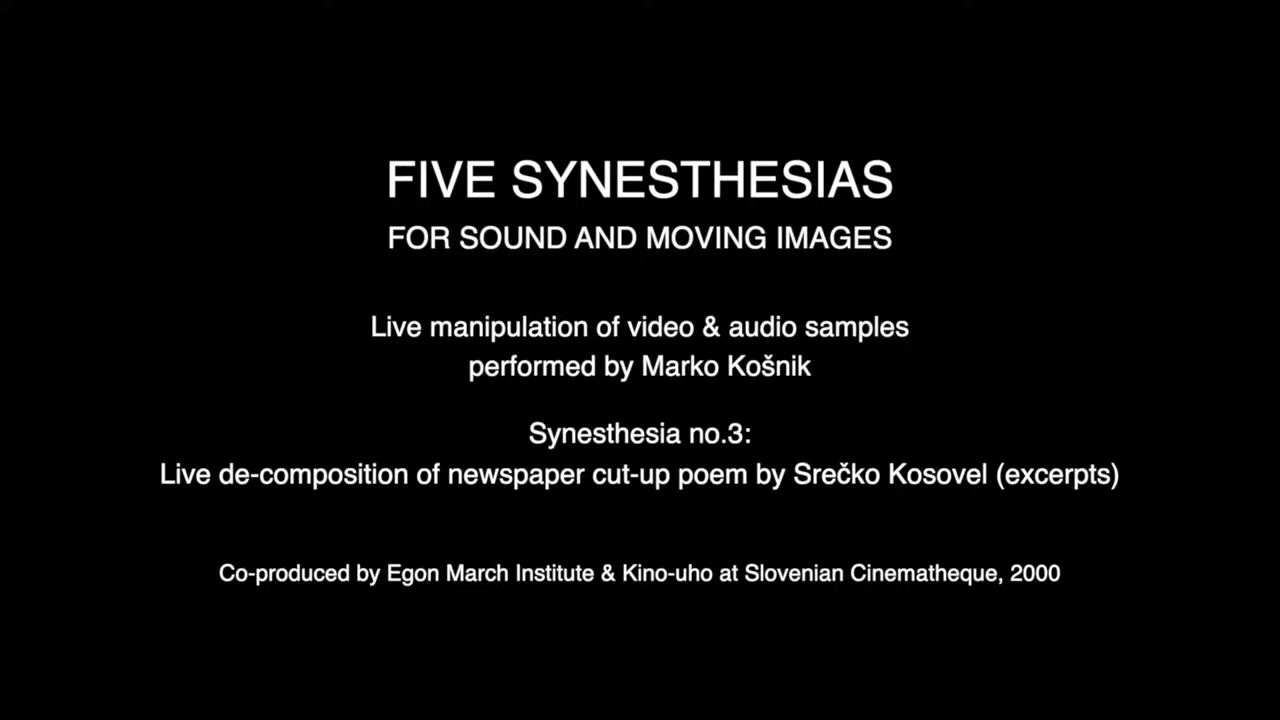 FIVE SYNESTHESIAS
FOR SOUND AND MOVING IMAGES
Live manipulation of video & audio samples
performed by Marko Košnik
Synesthesia no.3:
Live de-composition of newspaper cut-up poem by Srečko Kosovel (excerpts)
Co-produced by Egon March Institute & Kino-uho at Slovenian Cinematheque, 2000